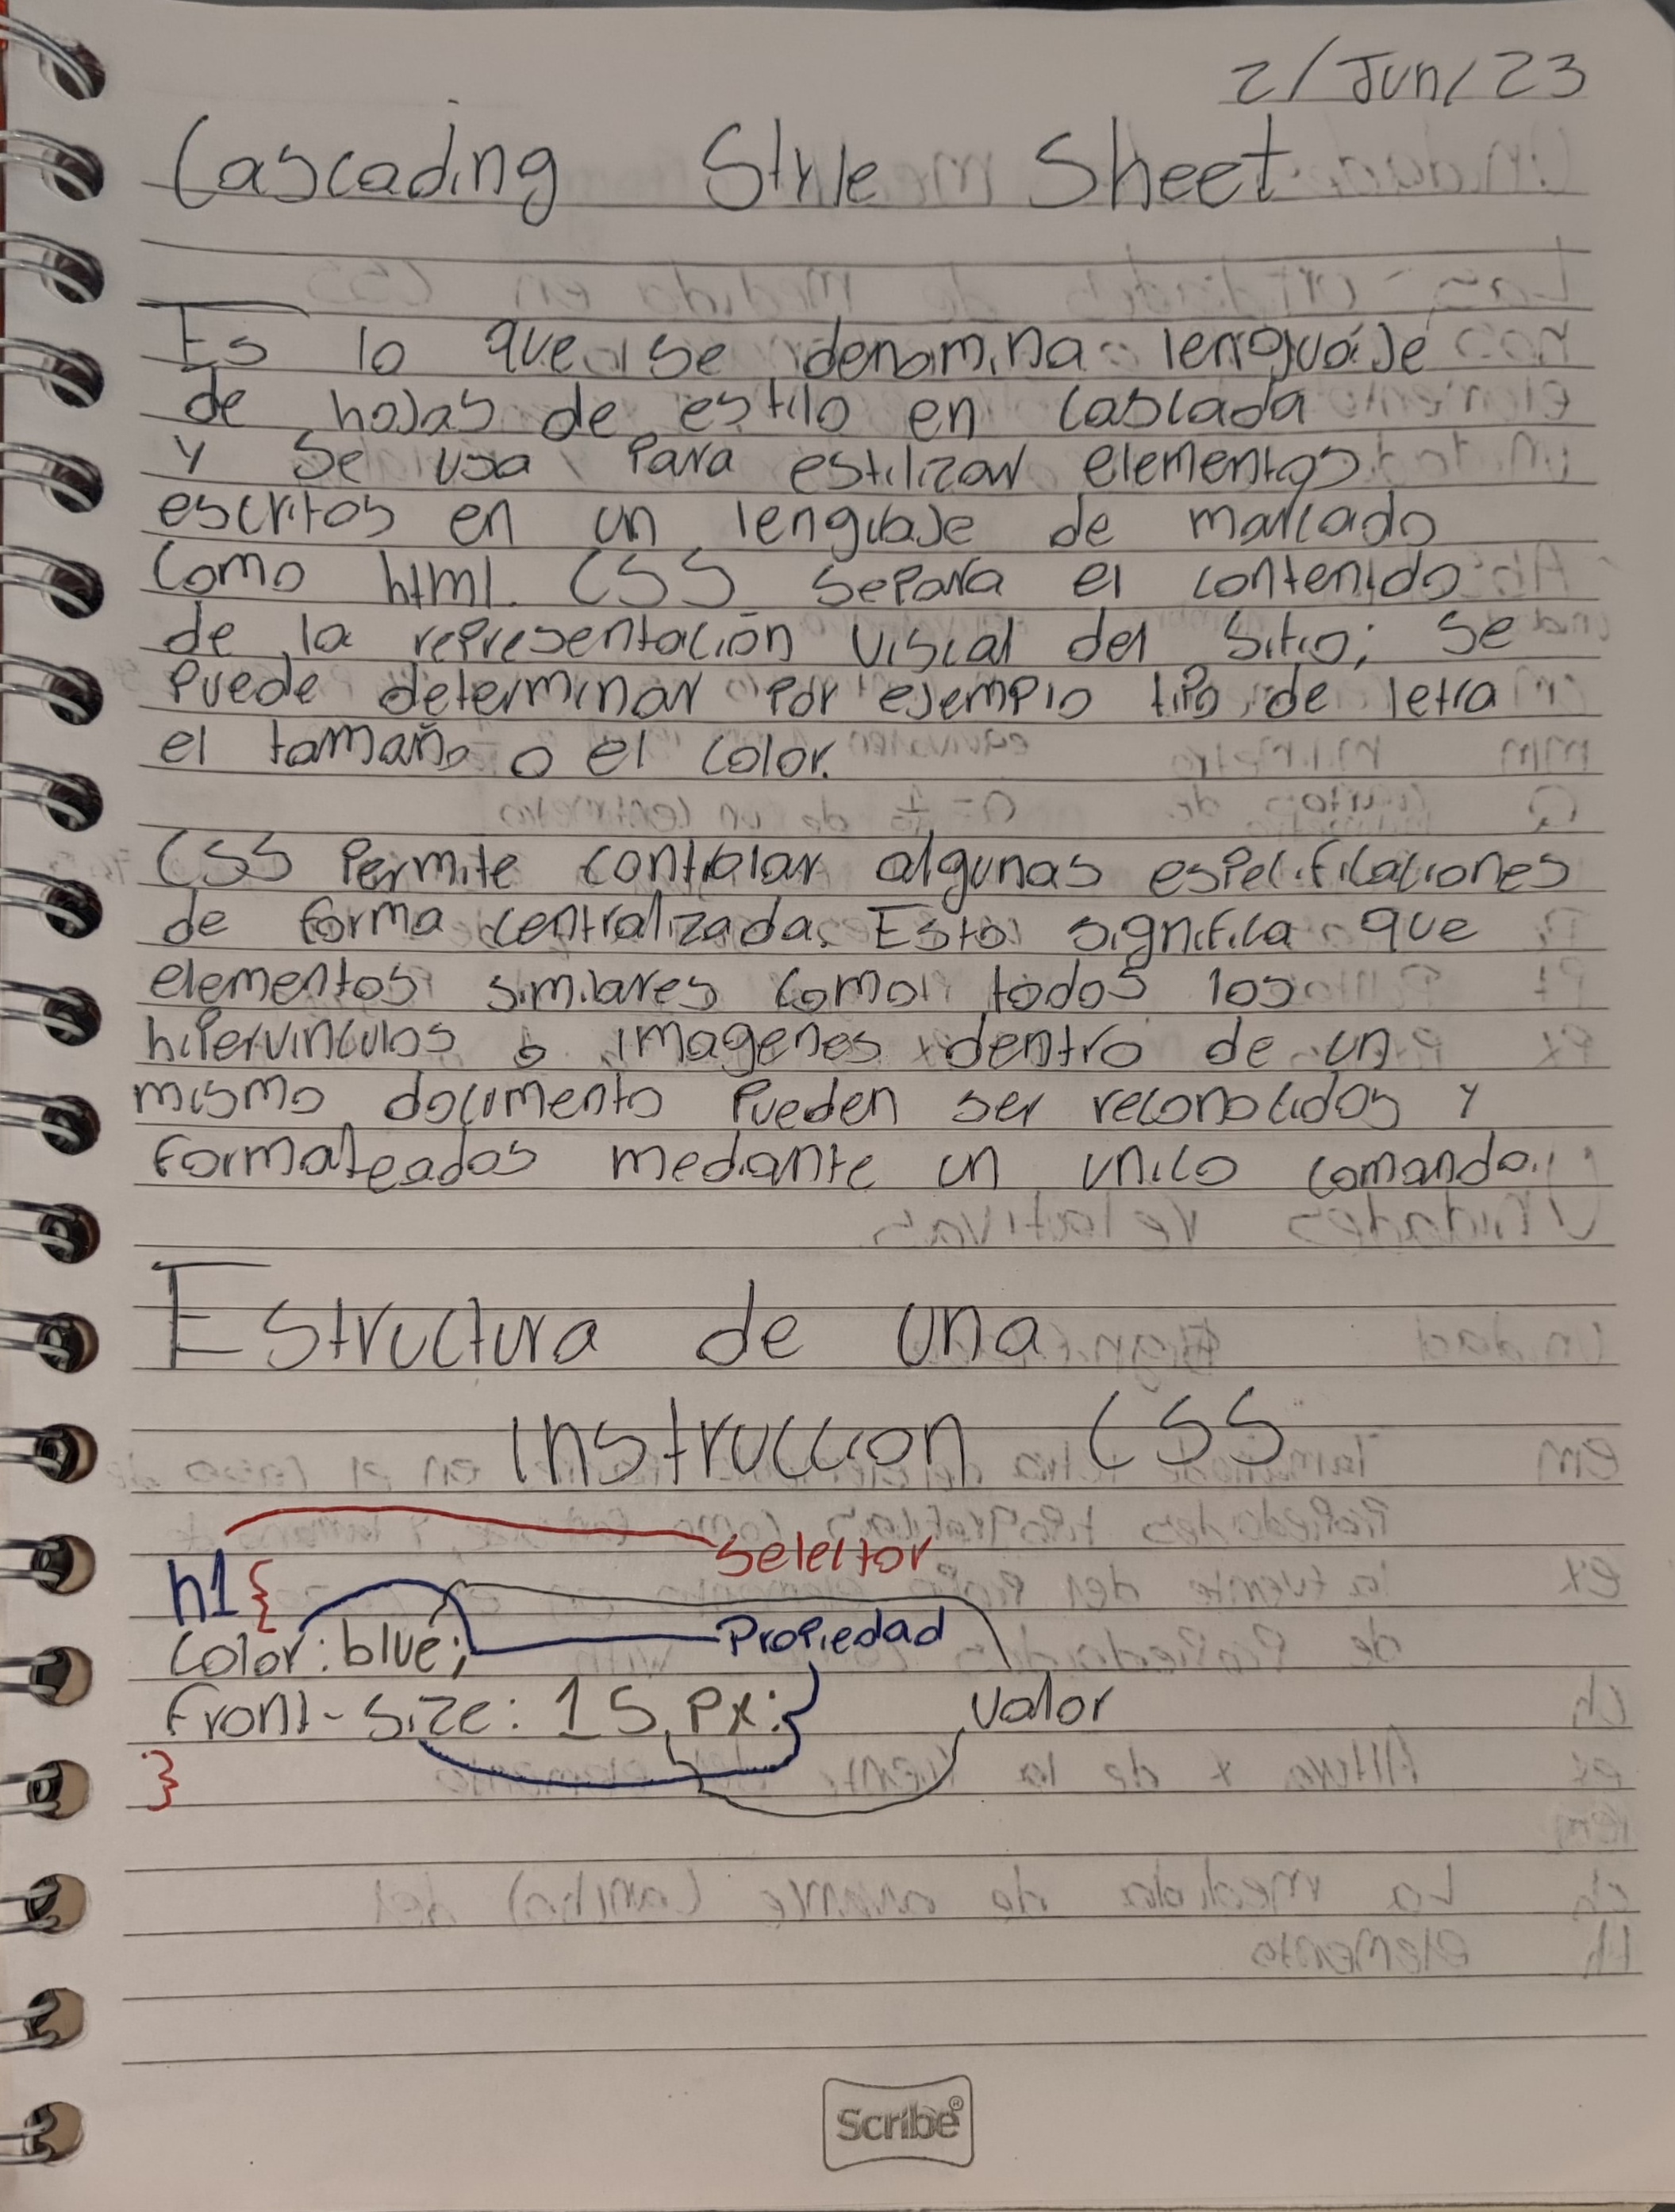 2/Jun/23
Cascading Style Sheet
Es lo que se denomina lenguaje
de hojas de estilo en cascada
y se usa para estilizar elementos
escritos en un lenguaje de marcado
como html. CSS separa el contenido
de la representación visual del sitio; se
puede determinar por ejemplo tipo de letra
el tamaño o el color.
CSS permite controlar algunas especificaciones
de forma centralizada. Esto significa que
elementos similares como todos los
hipervinculos o imagenes dentro de un
mismo documento pueden ser reconocidos y
formateados mediante un unico comando.
Estructura de una
instruccion CSS
selector
h1{
color: blue;
Propiedad
front-size: 15 px;
valor
}
Scribe®